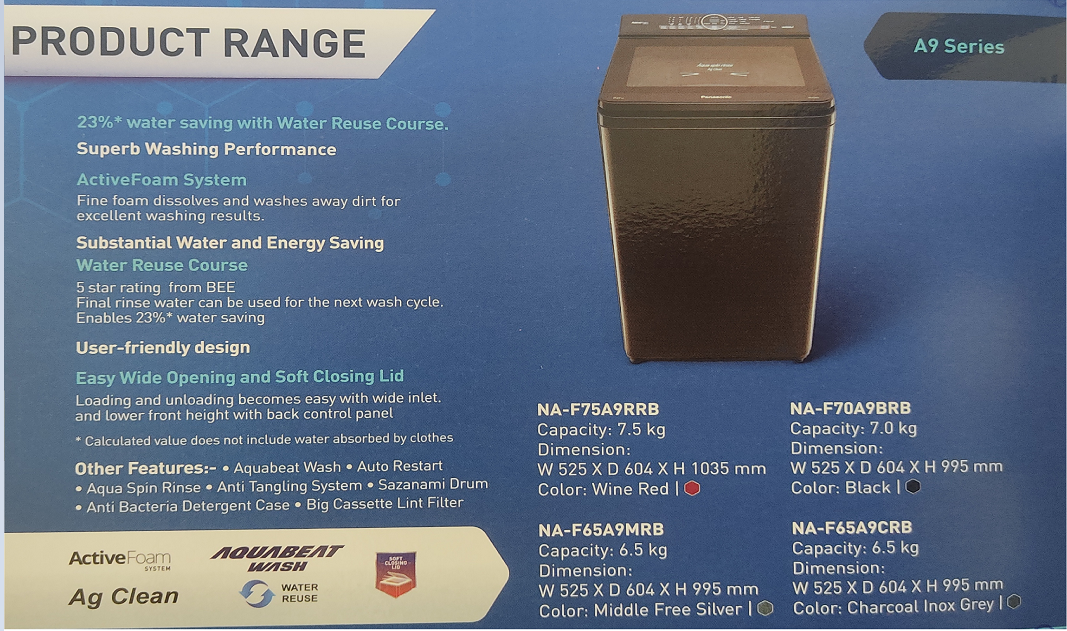 PRODUCT RANGE
A9 Series
23%* water saving with Water Reuse Course.
Superb Washing Performance
ActiveFoam System
Fine foam dissolves and washes away dirt for
excellent washing results.
Substantial Water and Energy Saving
Water Reuse Course
5 star rating from BEE
Final rinse water can be used for the next wash cycle.
Enables 23%* water saving
User-friendly design
Easy Wide Opening and Soft Closing Lid
Loading and unloading becomes easy with wide inlet.
and lower front height with back control panel
* Calculated value does not include water absorbed by clothes
Other Features:- • Aquabeat Wash • Auto Restart
• Aqua Spin Rinse • Anti Tangling System • Sazanami Drum
• Anti Bacteria Detergent Case • Big Cassette Lint Filter
ActiveFoam
SYSTEM
AQUABEAT
WASH
SOFT
CLOSING
LID
Ag Clean
WATER
REUSE
Panasonic
NA-F75A9RRB
Capacity: 7.5 kg
Dimension:
W 525 X D 604 X H 1035 mm
Color: Wine Red |
NA-F70A9BRB
Capacity: 7.0 kg
Dimension:
W 525 X D 604 X H 995 mm
Color: Black |
NA-F65A9MRB
Capacity: 6.5 kg
Dimension:
W 525 X D 604 X H 995 mm
Color: Middle Free Silver |
NA-F65A9CRB
Capacity: 6.5 kg
Dimension:
W 525 X D 604 X H 995 mm
Color: Charcoal Inox Grey |